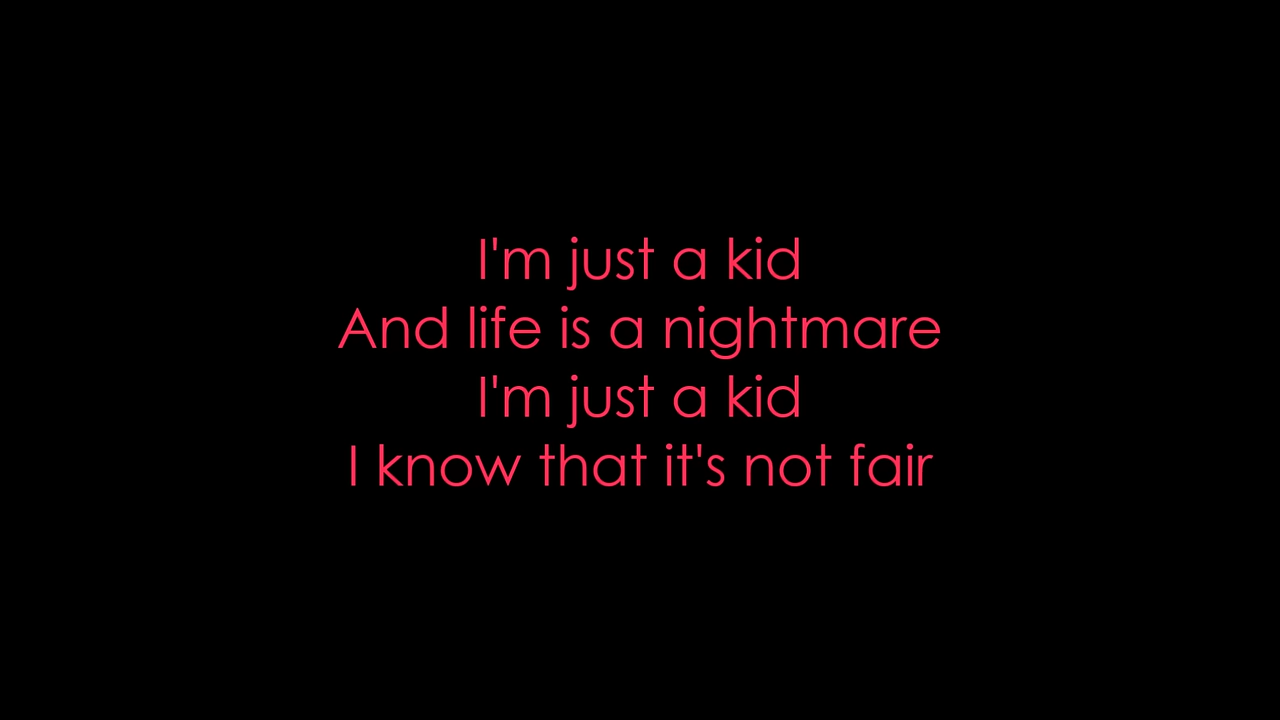 I'm just a kid
And life is a nightmare
I'm just a kid
I know that it's not fair